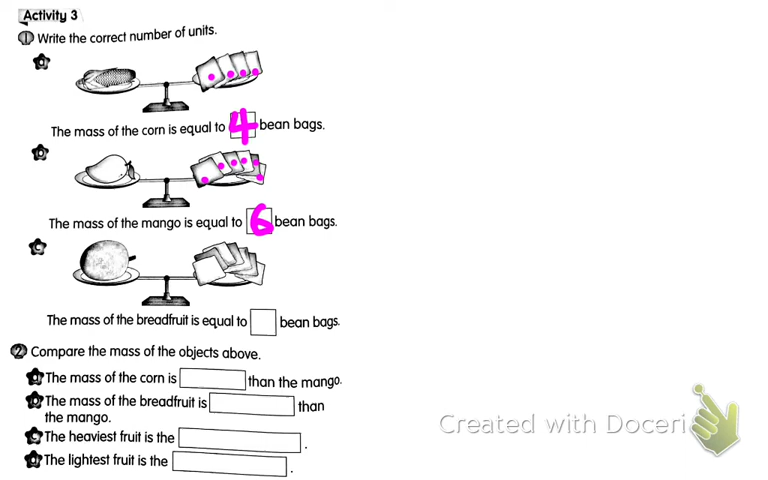 Activity 3
1 Write the correct number of units.
a
The mass of the corn is equal to 4 bean bags.
b
The mass of the mango is equal to 6 bean bags.
c
The mass of the breadfruit is equal to bean bags.
2 Compare the mass of the objects above.
a The mass of the corn is than the mango.
b The mass of the breadfruit is than
the mango.
c The heaviest fruit is the .
d The lightest fruit is the .
Created with Doceri